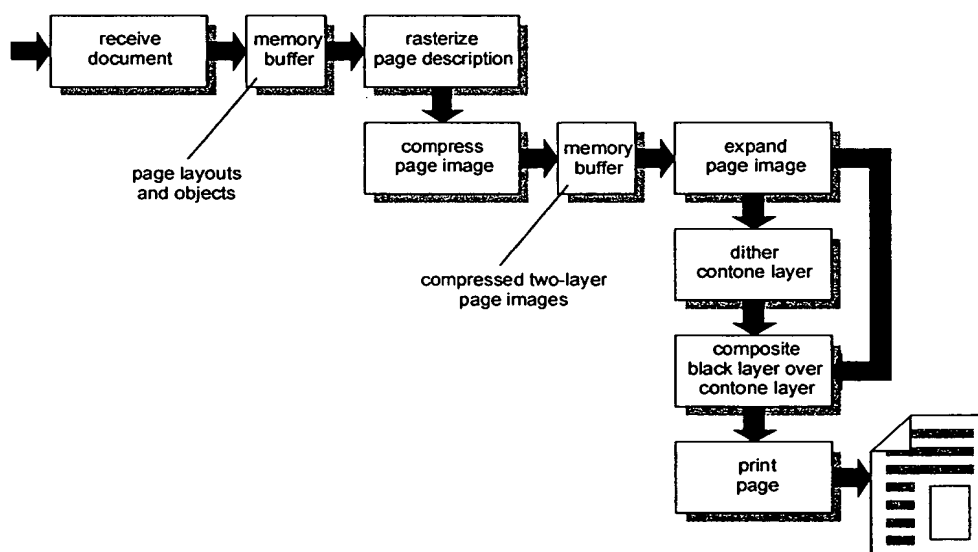 receive
document
memory
buffer
rasterize
page description
compress
page image
memory
buffer
expand
page image
page layouts
and objects
dither
contone layer
compressed two-layer
page images
composite
black layer over
contone layer
print
page